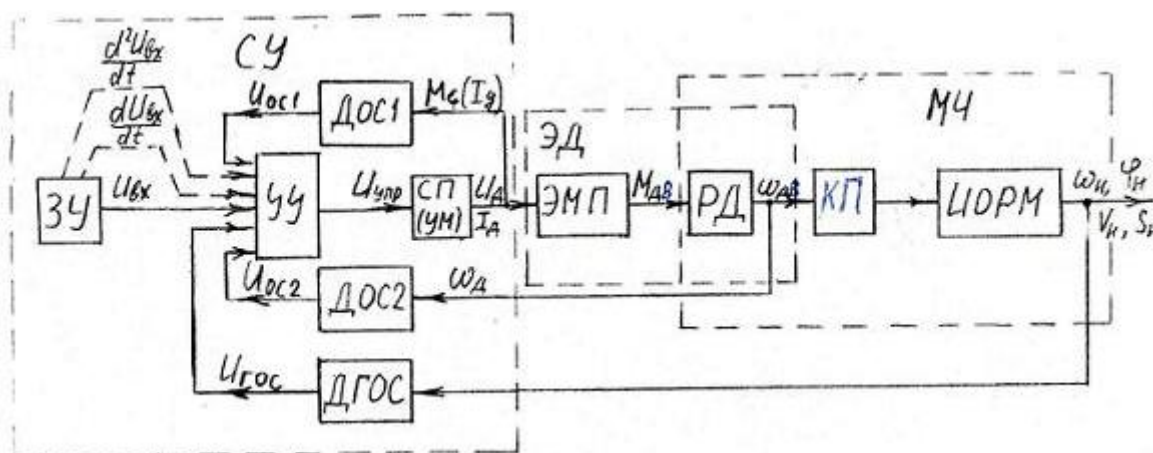 d²Uвх
dt
dUвх
dt
СУ
Uос1
ДОС1
Mс(Iя)
МЧ
ЭД
ЗУ
Uвх
УУ
Uупр
СП
(УМ)
UД
IД
ЭМП
MДВ
РД
ωДВ
КП
ИОРМ
ωн, φн
Vн, Sн
Uос2
ДОС2
ωД
UГОС
ДГОС